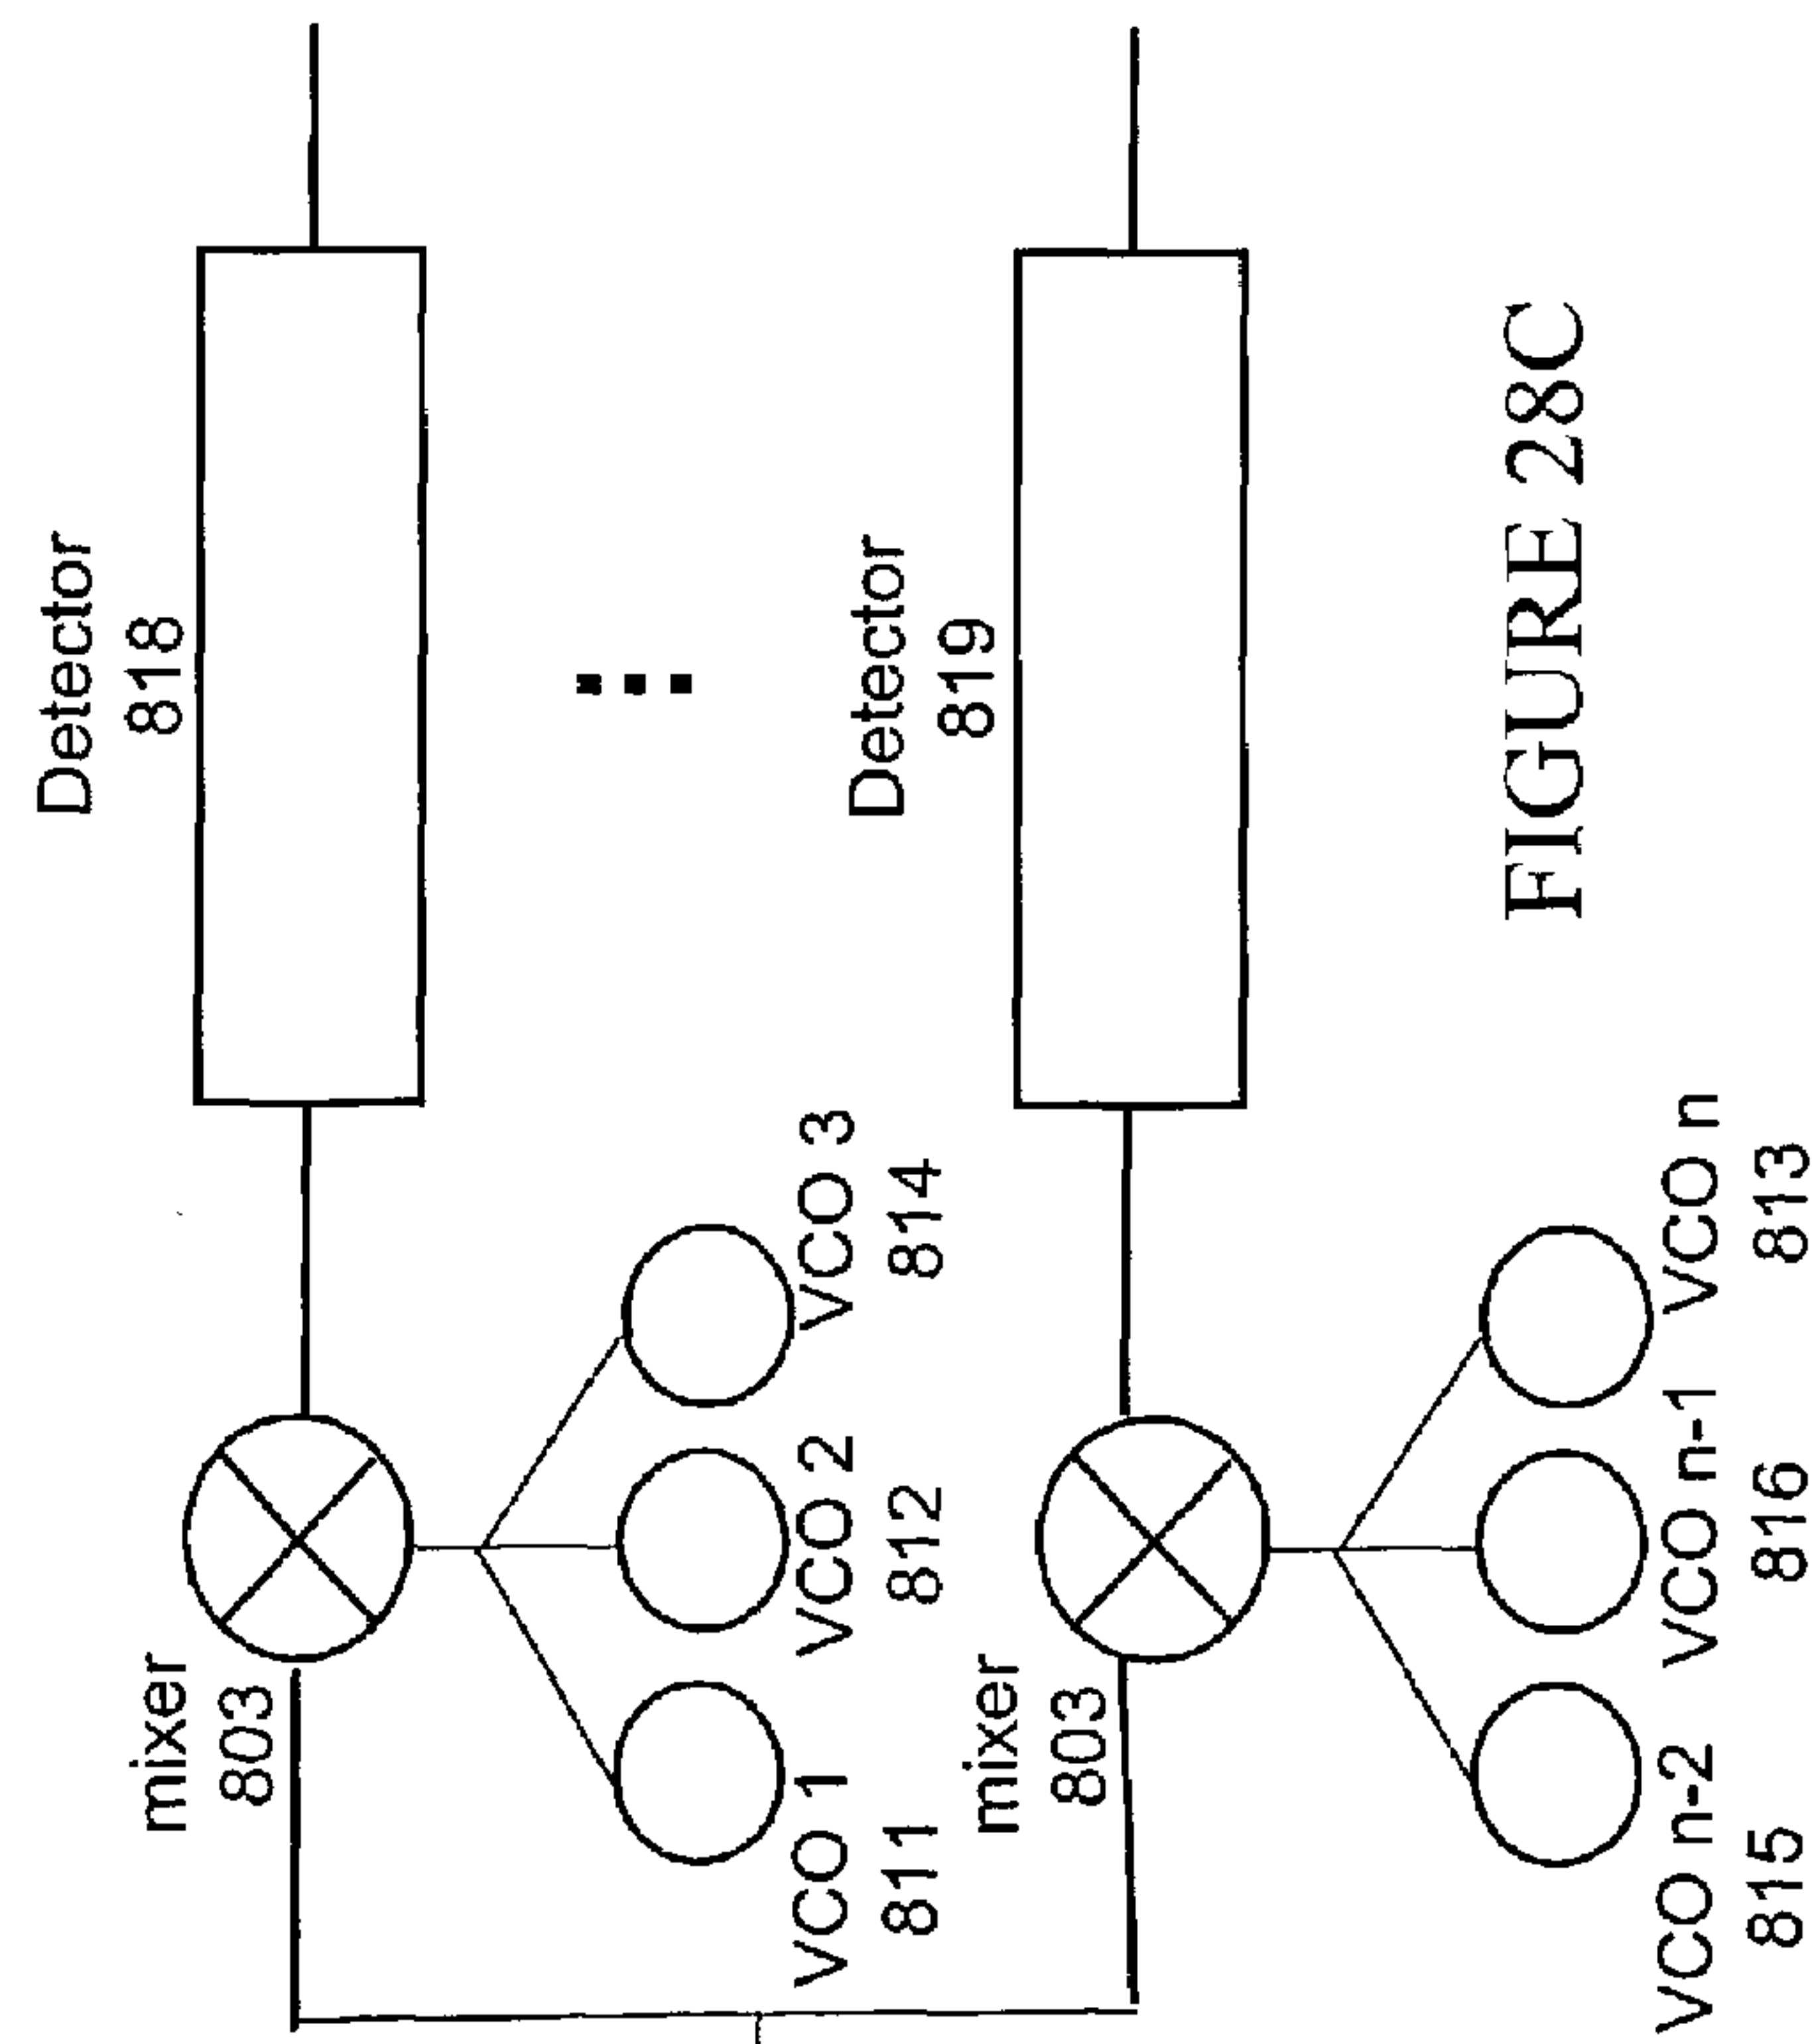 mixer
803
Detector
818
VCO 1
811
VCO 2
812
VCO 3
814
mixer
803
Detector
819
VCO n-2
815
VCO n-1
816
VCO n
813
FIGURE 28C